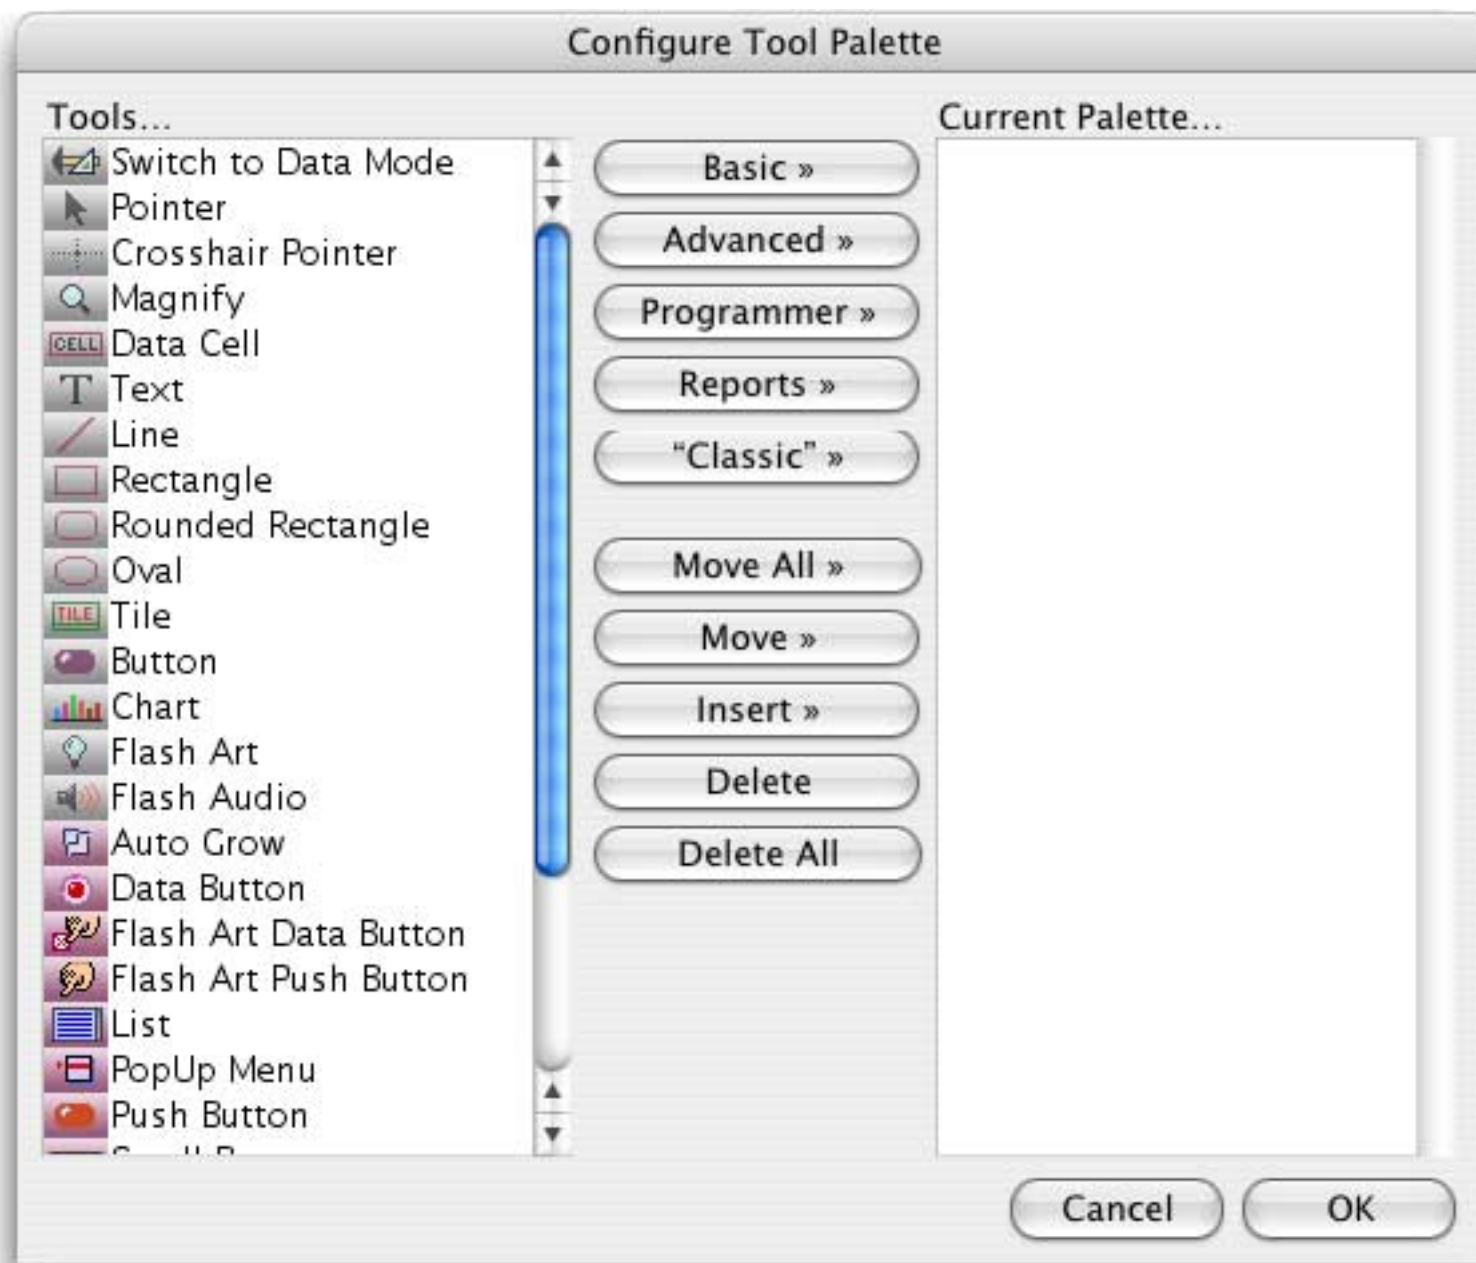 Configure Tool Palette
Tools...
Switch to Data Mode
Pointer
Crosshair Pointer
Magnify
CELL Data Cell
T Text
Line
Rectangle
Rounded Rectangle
Oval
TILE Tile
Button
Chart
Flash Art
Flash Audio
Auto Grow
Data Button
Flash Art Data Button
Flash Art Push Button
List
PopUp Menu
Push Button
Basic »
Advanced »
Programmer »
Reports »
“Classic” »
Move All »
Move »
Insert »
Delete
Delete All
Current Palette...
Cancel
OK